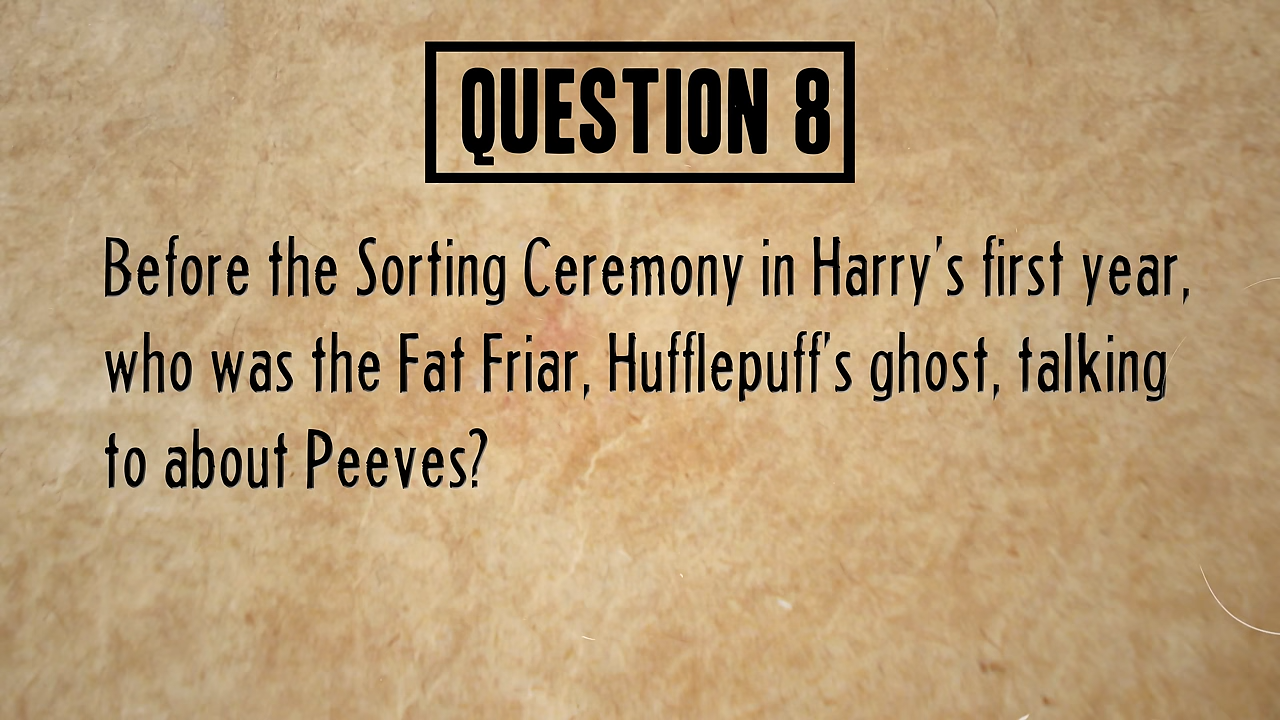 QUESTION 8
Before the Sorting Ceremony in Harry's first year,
who was the Fat Friar, Hufflepuff's ghost, talking
to about Peeves?